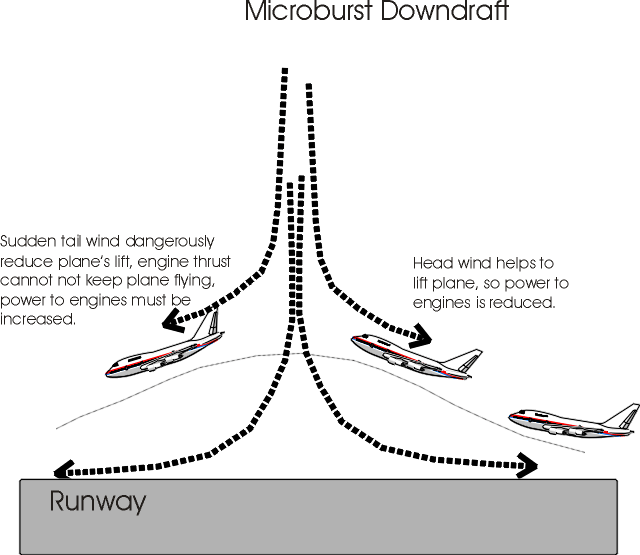 Microburst Downdraft
Sudden tail wind dangerously
reduce plane's lift, engine thrust
cannot not keep plane flying,
power to engines must be
increased.
Head wind helps to
lift plane, so power to
engines is reduced.
Runway